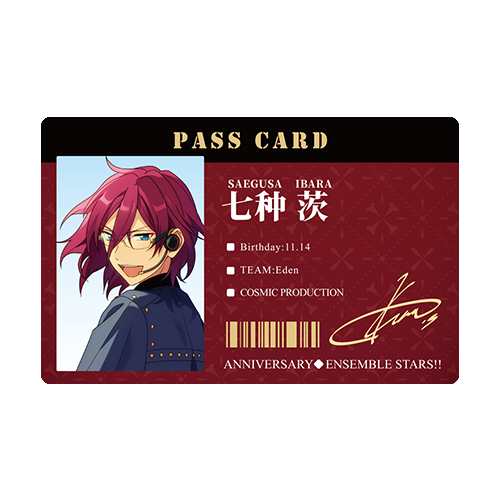 PASS CARD
SAEGUSA IBARA
七种 茨
Birthday:11.14
TEAM:Eden
COSMIC PRODUCTION
ANNIVERSARY◆ENSEMBLE STARS!!